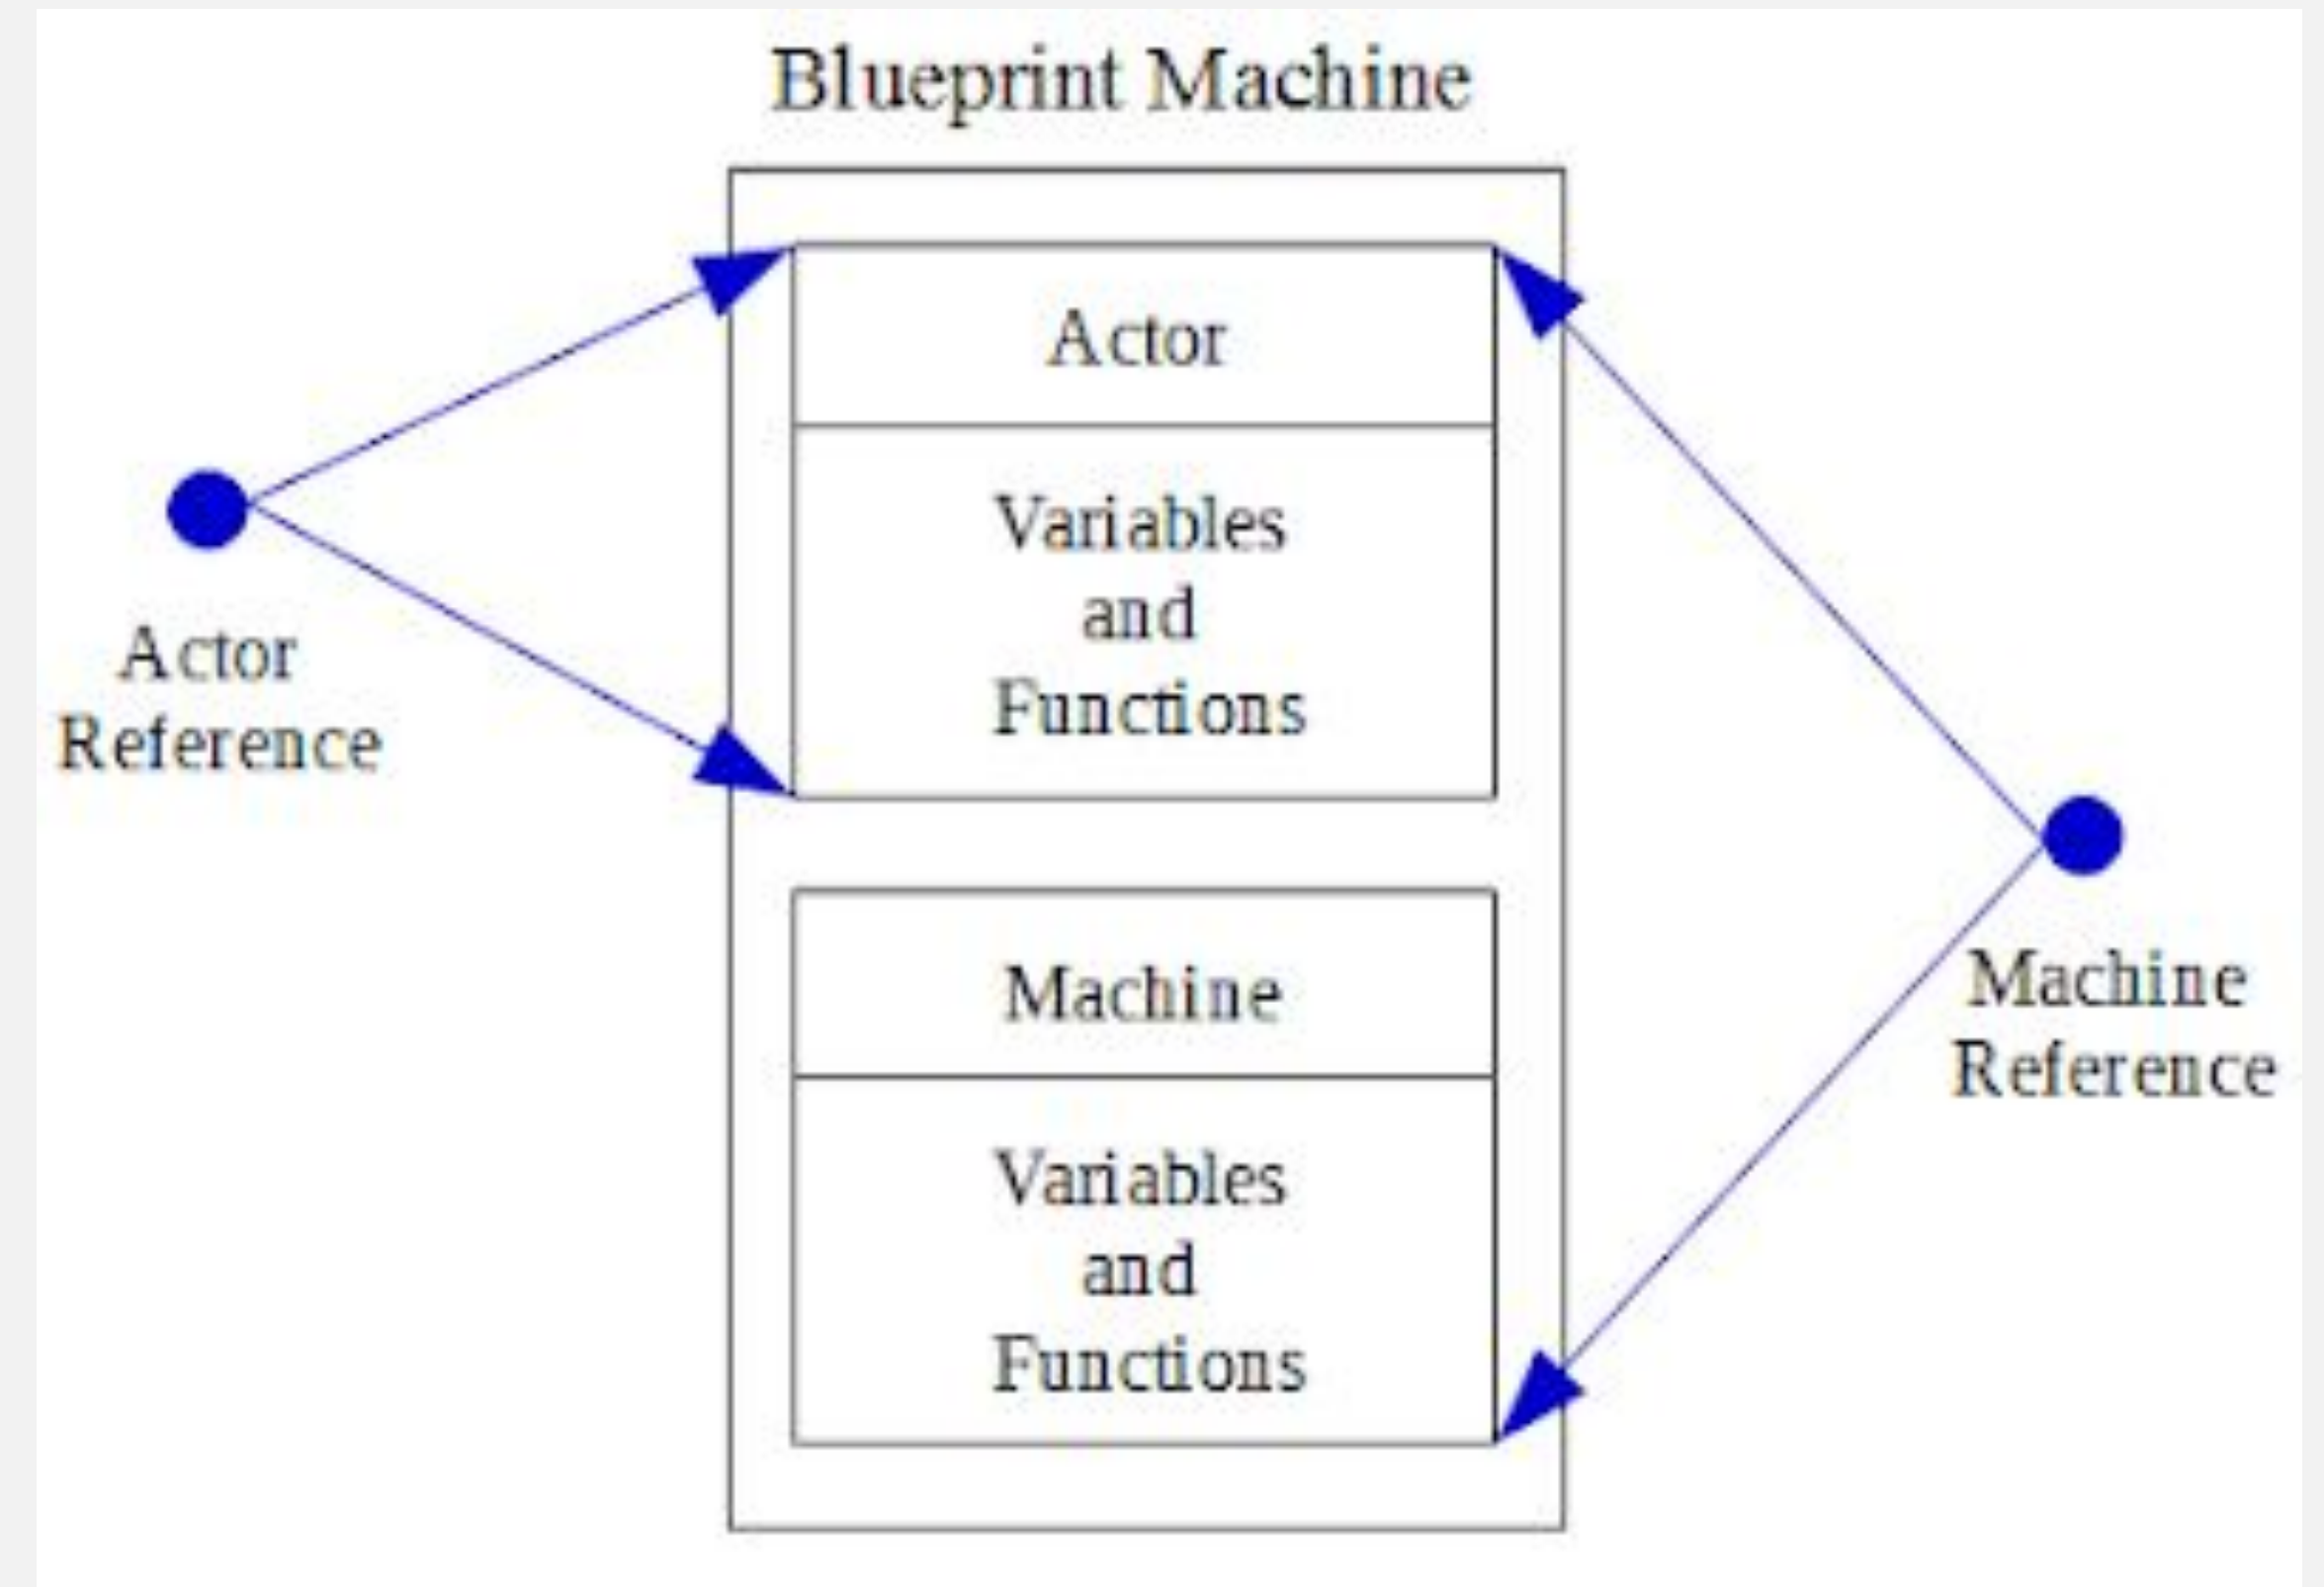 Blueprint Machine
Actor
Variables
and
Functions
Actor
Reference
Machine
Variables
and
Functions
Machine
Reference